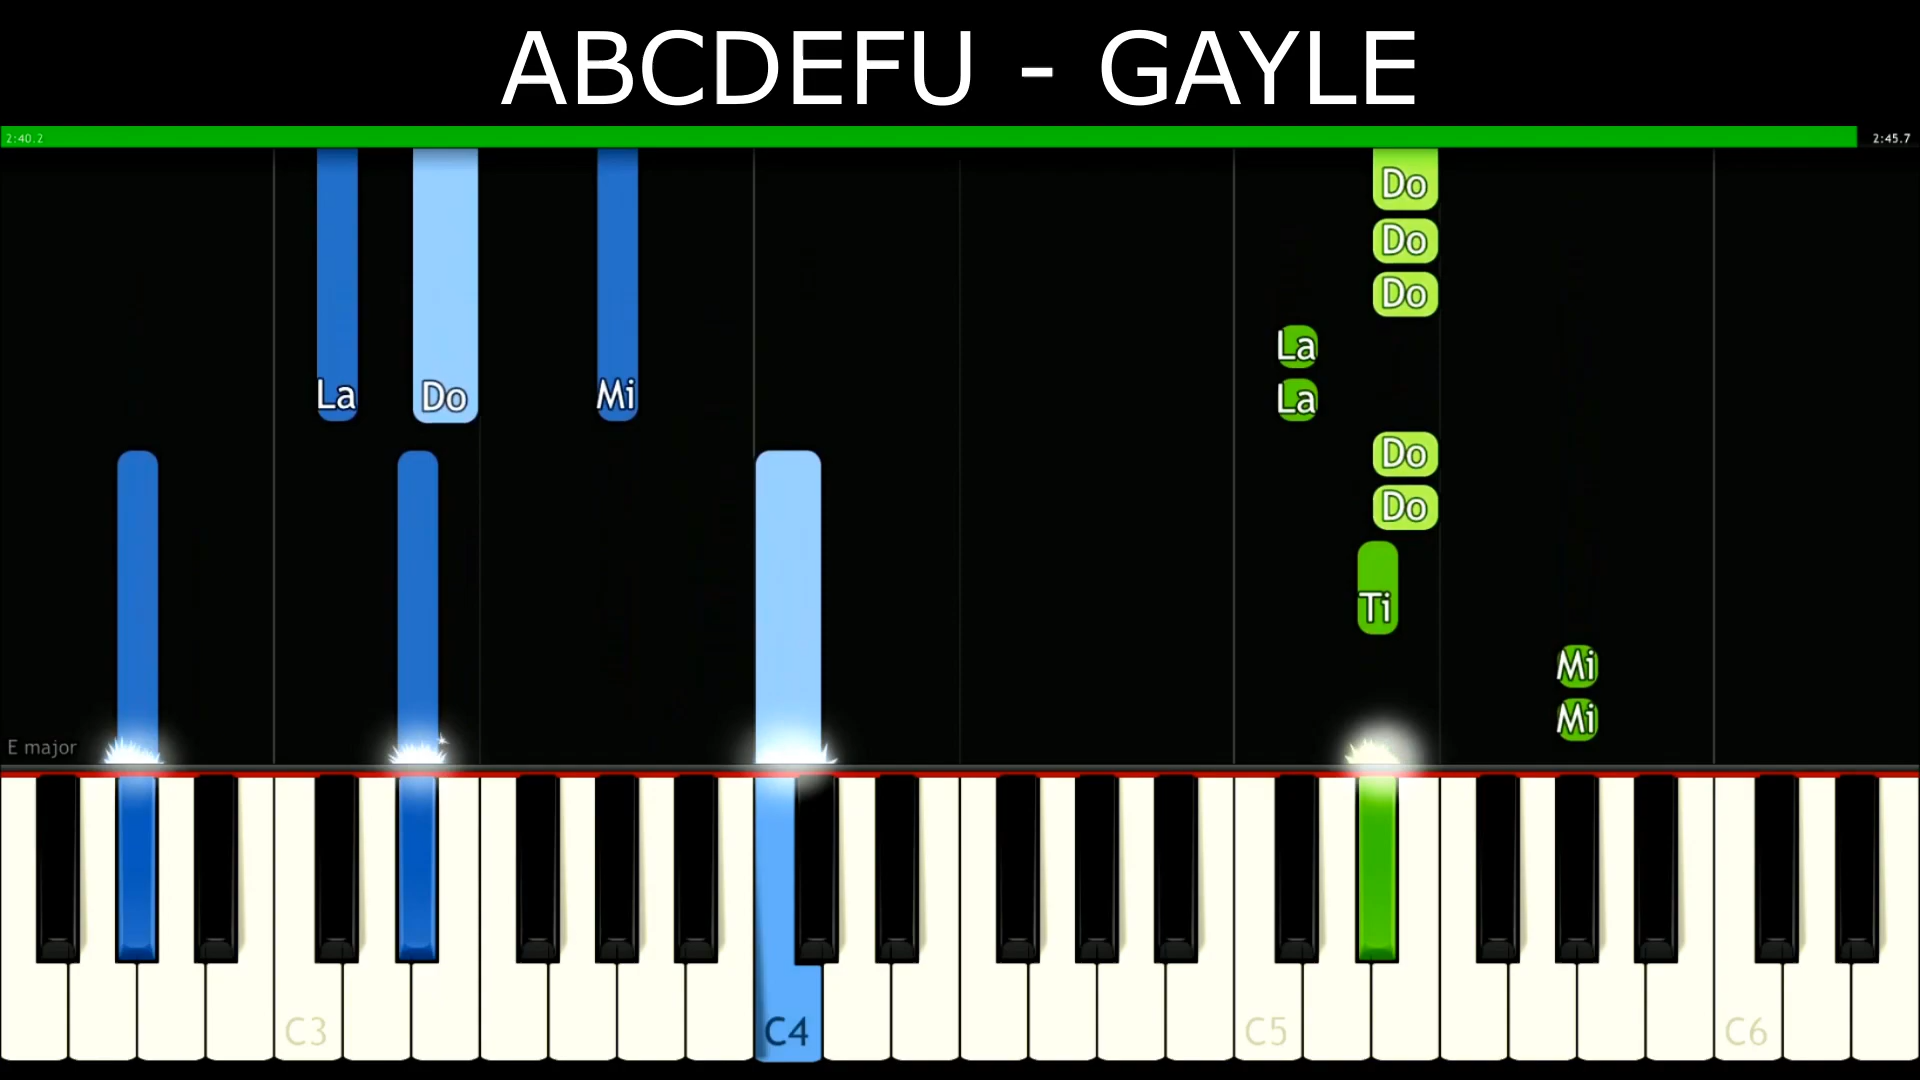 ABCDEFU - GAYLE
2:40.2
2:45.7
Do
Do
Do
La
La Do Mi La
Do
Do
Ti
Mi
Mi
E major
C3 C4 C5 C6